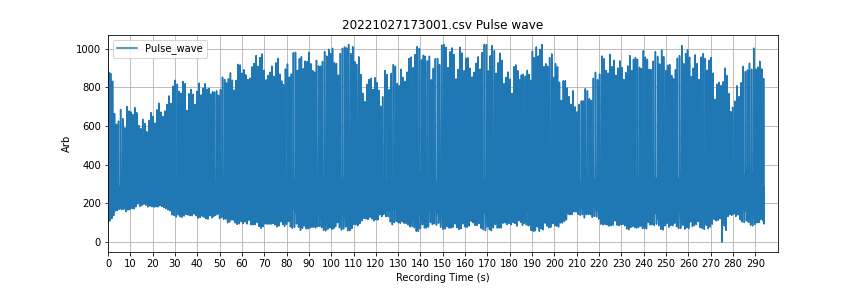 20221027173001.csv Pulse wave
Pulse_wave
1000
800
600
400
200
0
Arb
0 10 20 30 40 50 60 70 80 90 100 110 120 130 140 150 160 170 180 190 200 210 220 230 240 250 260 270 280 290
Recording Time (s)